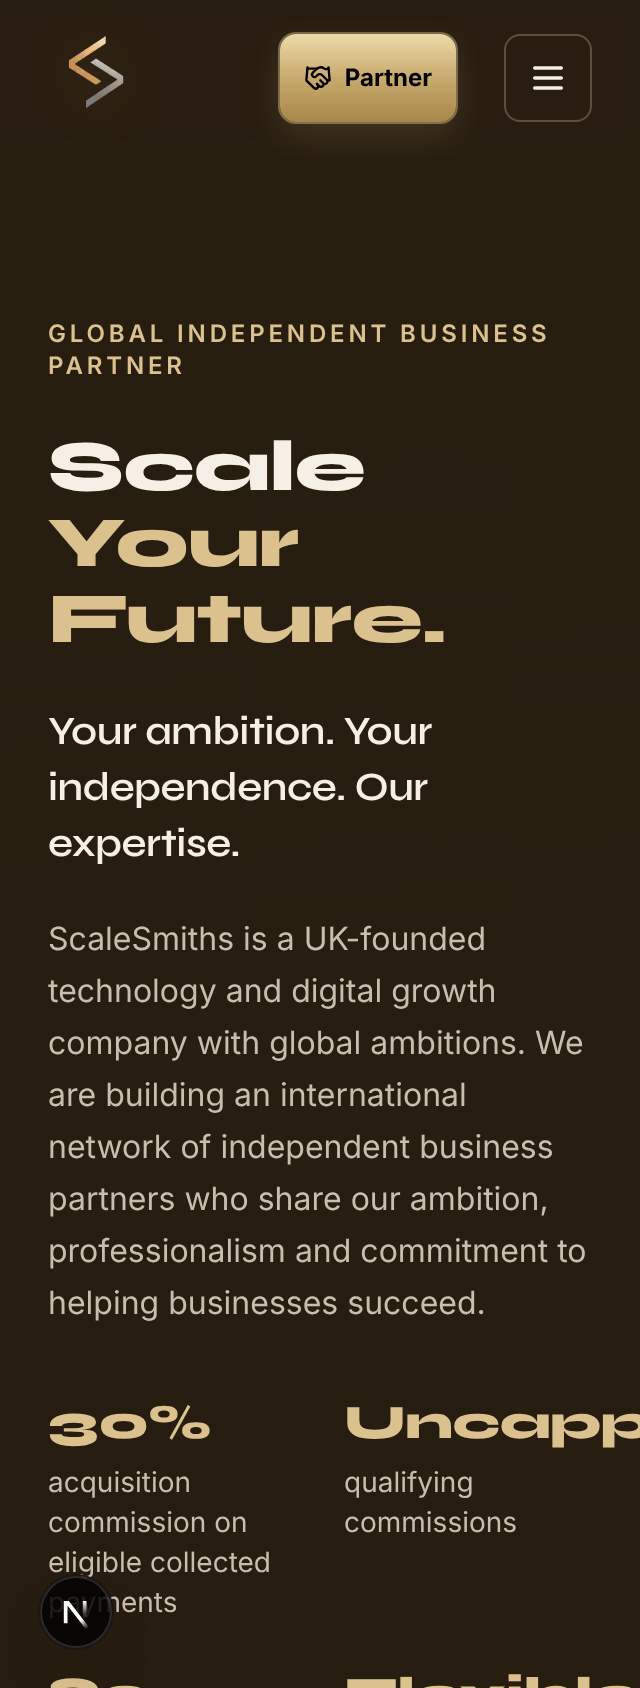 Partner
GLOBAL INDEPENDENT BUSINESS
PARTNER
Scale
Your
Future.
Your ambition. Your
independence. Our
expertise.
ScaleSmiths is a UK-founded
technology and digital growth
company with global ambitions. We
are building an international
network of independent business
partners who share our ambition,
professionalism and commitment to
helping businesses succeed.
30% Uncapp
acquisition qualifying
commission on commissions
eligible collected
payments
N